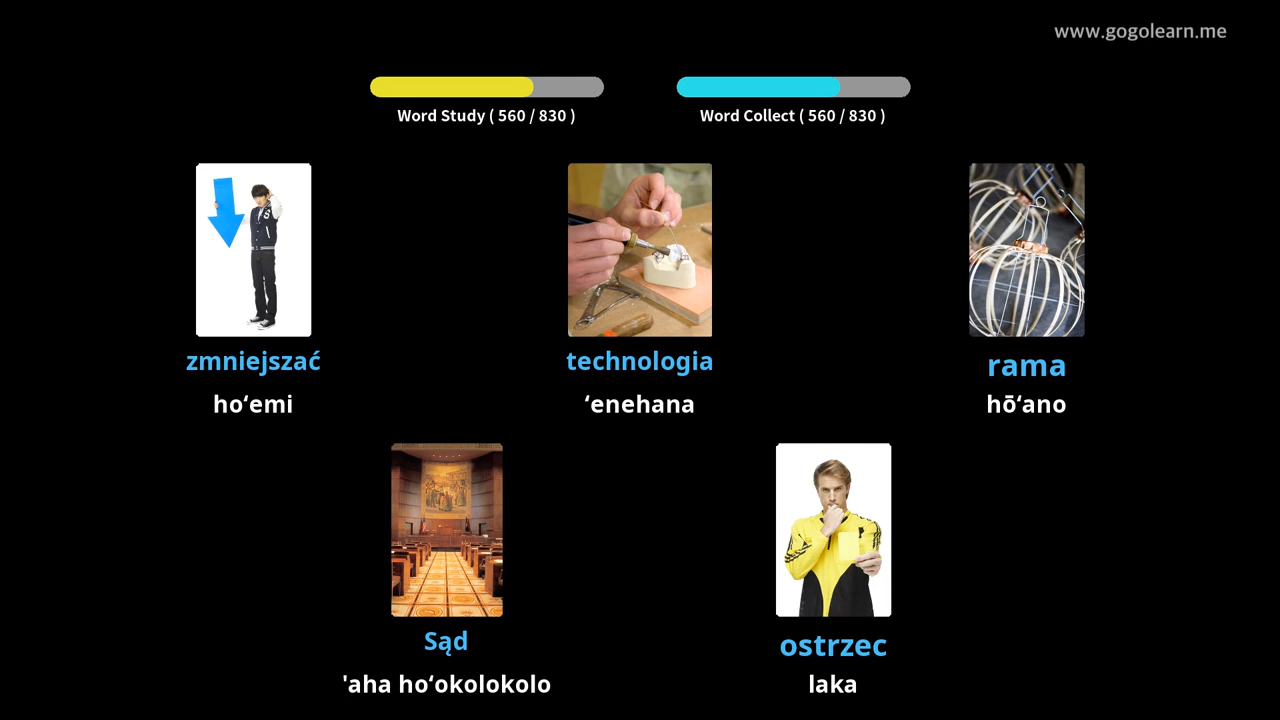 www.gogolearn.me
Word Study ( 560 / 830 )
Word Collect ( 560 / 830 )
zmniejszać
hoʻemi
technologia
ʻenehana
rama
hōʻano
Sąd
'aha hoʻokolokolo
ostrzec
laka